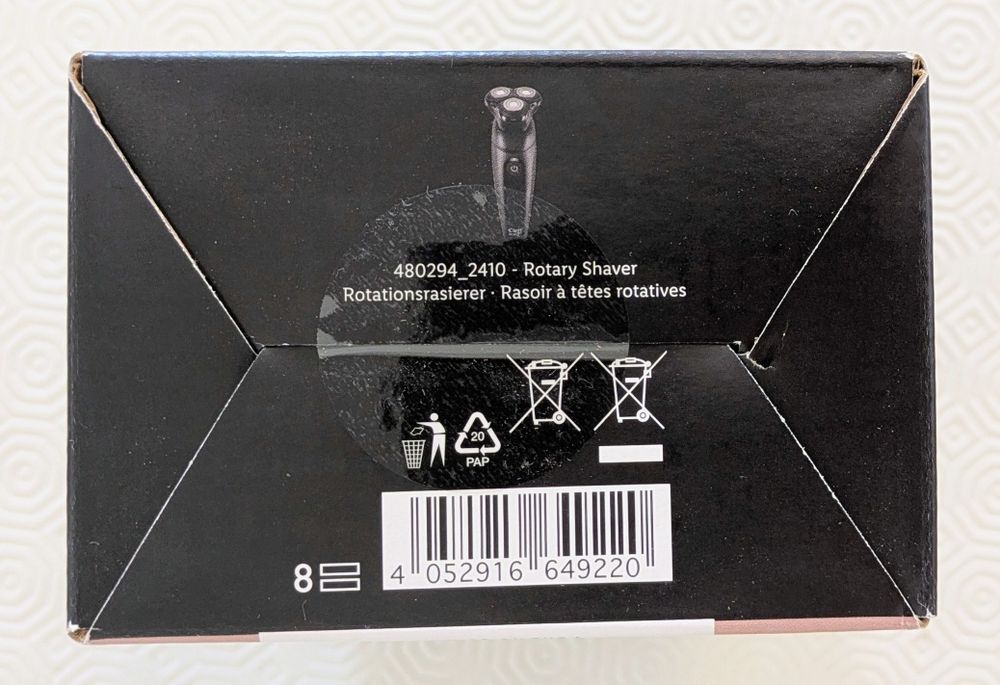 480294_2410 - Rotary Shaver
Rotationsrasierer · Rasoir à têtes rotatives
20
PAP
8
4 052916 649220